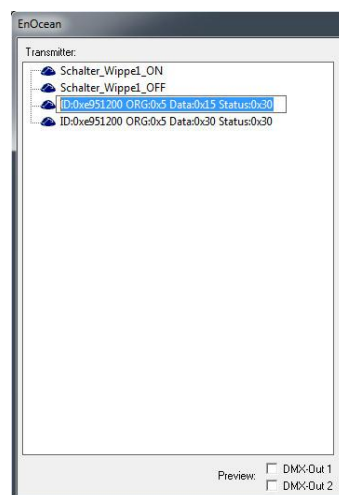 EnOcean
Transmitter:
Schalter_Wippe1_ON
Schalter_Wippe1_OFF
ID:0xe951200 ORG:0x5 Data:0x15 Status:0x30
ID:0xe951200 ORG:0x5 Data:0x30 Status:0x30
Preview:
DMX-Out 1
DMX-Out 2